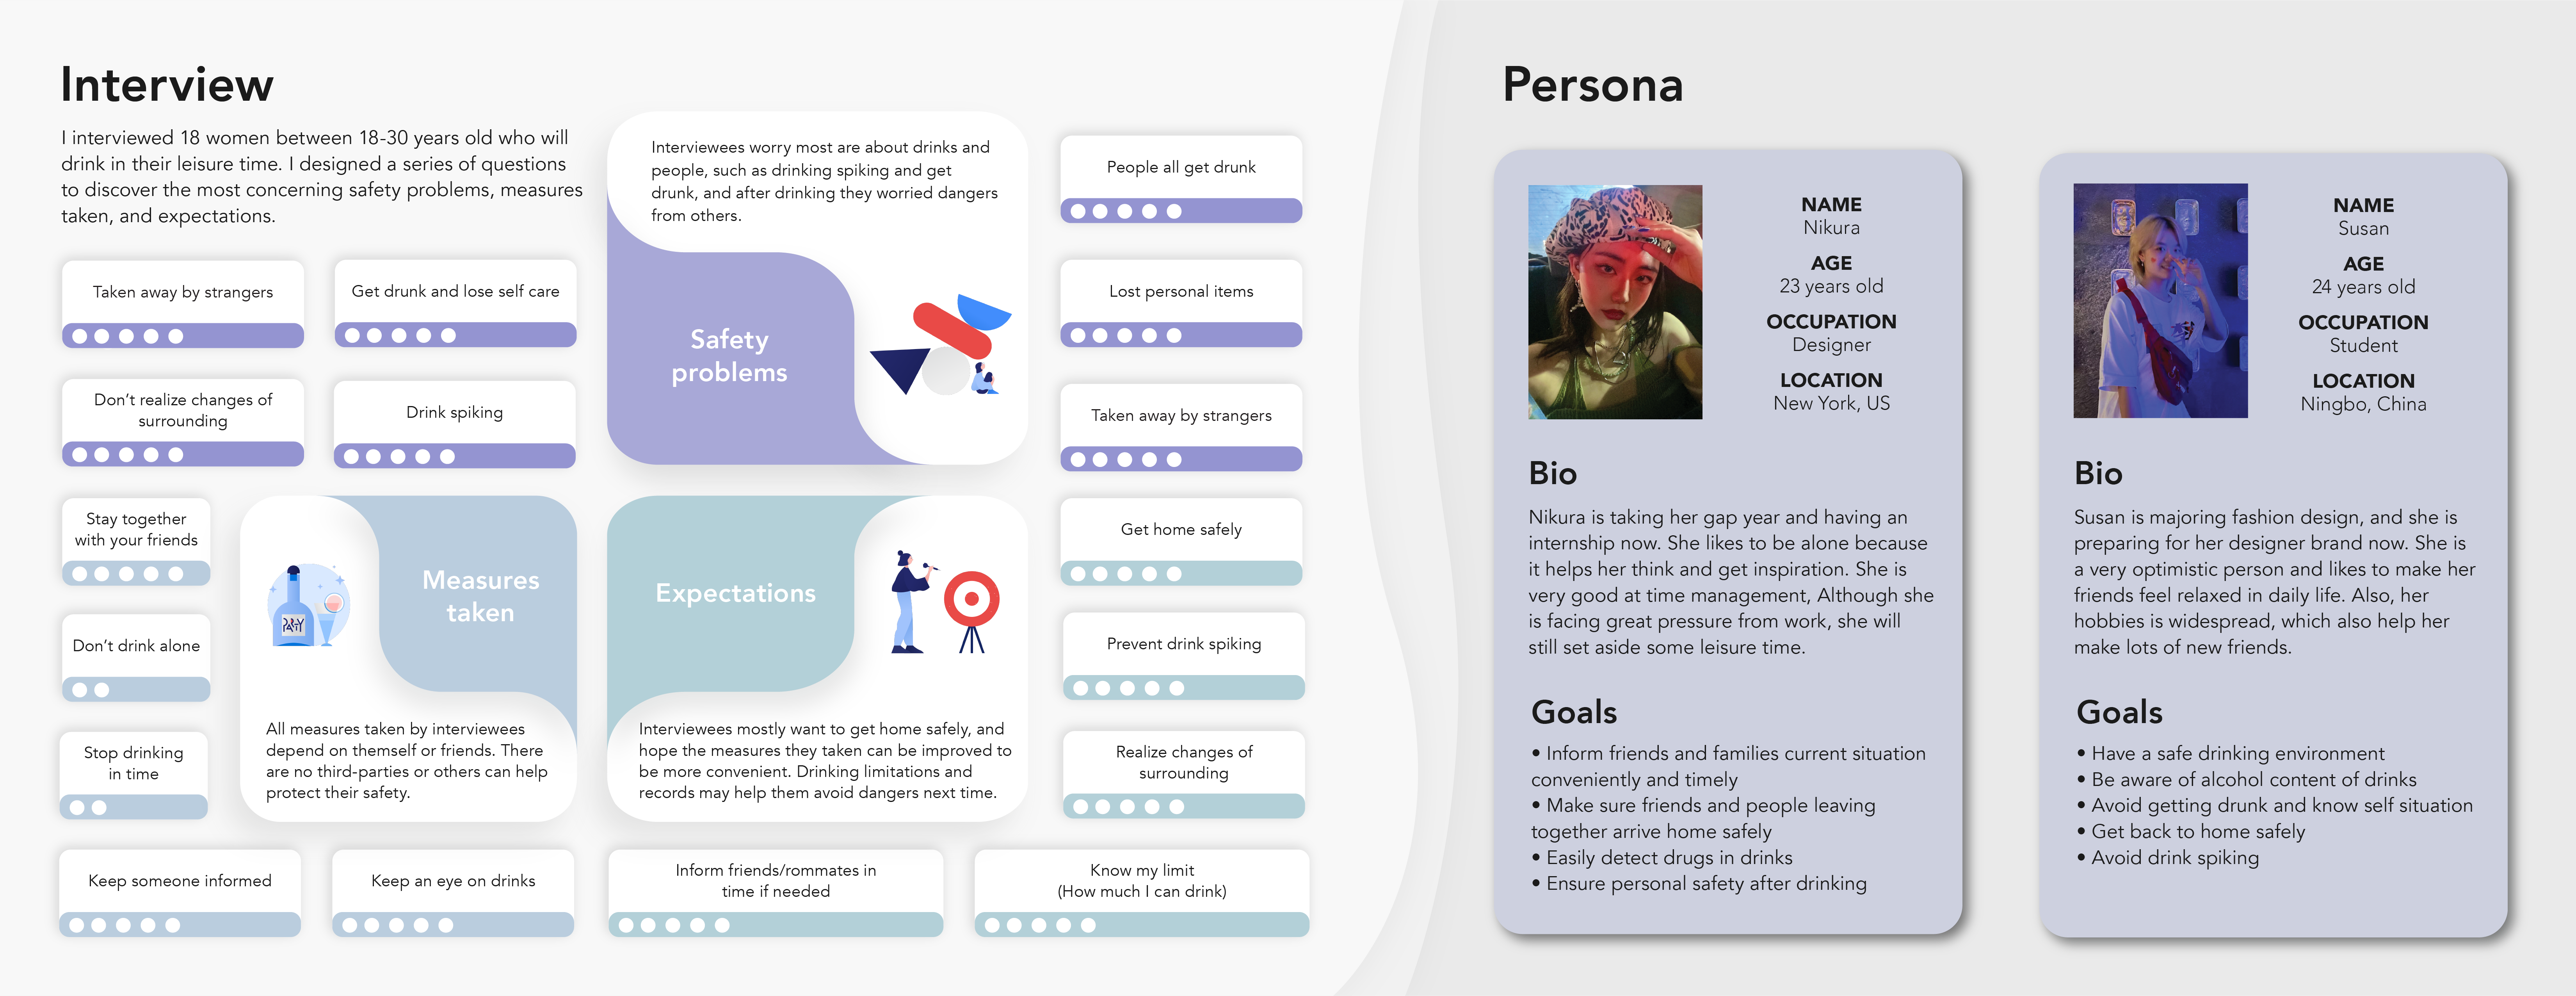 Interview
I interviewed 18 women between 18-30 years old who will
drink in their leisure time. I designed a series of questions
to discover the most concerning safety problems, measures
taken, and expectations.
Taken away by strangers
Get drunk and lose self care
Don’t realize changes of
surrounding
Drink spiking
Interviewees worry most are about drinks and
people, such as drinking spiking and get
drunk, and after drinking they worried dangers
from others.
Safety
problems
People all get drunk
Lost personal items
Taken away by strangers
Stay together
with your friends
Don’t drink alone
Stop drinking
in time
PARTY
Measures
taken
All measures taken by interviewees
depend on themself or friends. There
are no third-parties or others can help
protect their safety.
Keep someone informed
Keep an eye on drinks
Expectations
Interviewees mostly want to get home safely, and
hope the measures they taken can be improved to
be more convenient. Drinking limitations and
records may help them avoid dangers next time.
Get home safely
Prevent drink spiking
Realize changes of
surrounding
Inform friends/rommates in
time if needed
Know my limit
(How much I can drink)
Persona
NAME
Nikura
AGE
23 years old
OCCUPATION
Designer
LOCATION
New York, US
Bio
Nikura is taking her gap year and having an
internship now. She likes to be alone because
it helps her think and get inspiration. She is
very good at time management, Although she
is facing great pressure from work, she will
still set aside some leisure time.
Goals
• Inform friends and families current situation
conveniently and timely
• Make sure friends and people leaving
together arrive home safely
• Easily detect drugs in drinks
• Ensure personal safety after drinking
NAME
Susan
AGE
24 years old
OCCUPATION
Student
LOCATION
Ningbo, China
Bio
Susan is majoring fashion design, and she is
preparing for her designer brand now. She is
a very optimistic person and likes to make her
friends feel relaxed in daily life. Also, her
hobbies is widespread, which also help her
make lots of new friends.
Goals
• Have a safe drinking environment
• Be aware of alcohol content of drinks
• Avoid getting drunk and know self situation
• Get back to home safely
• Avoid drink spiking